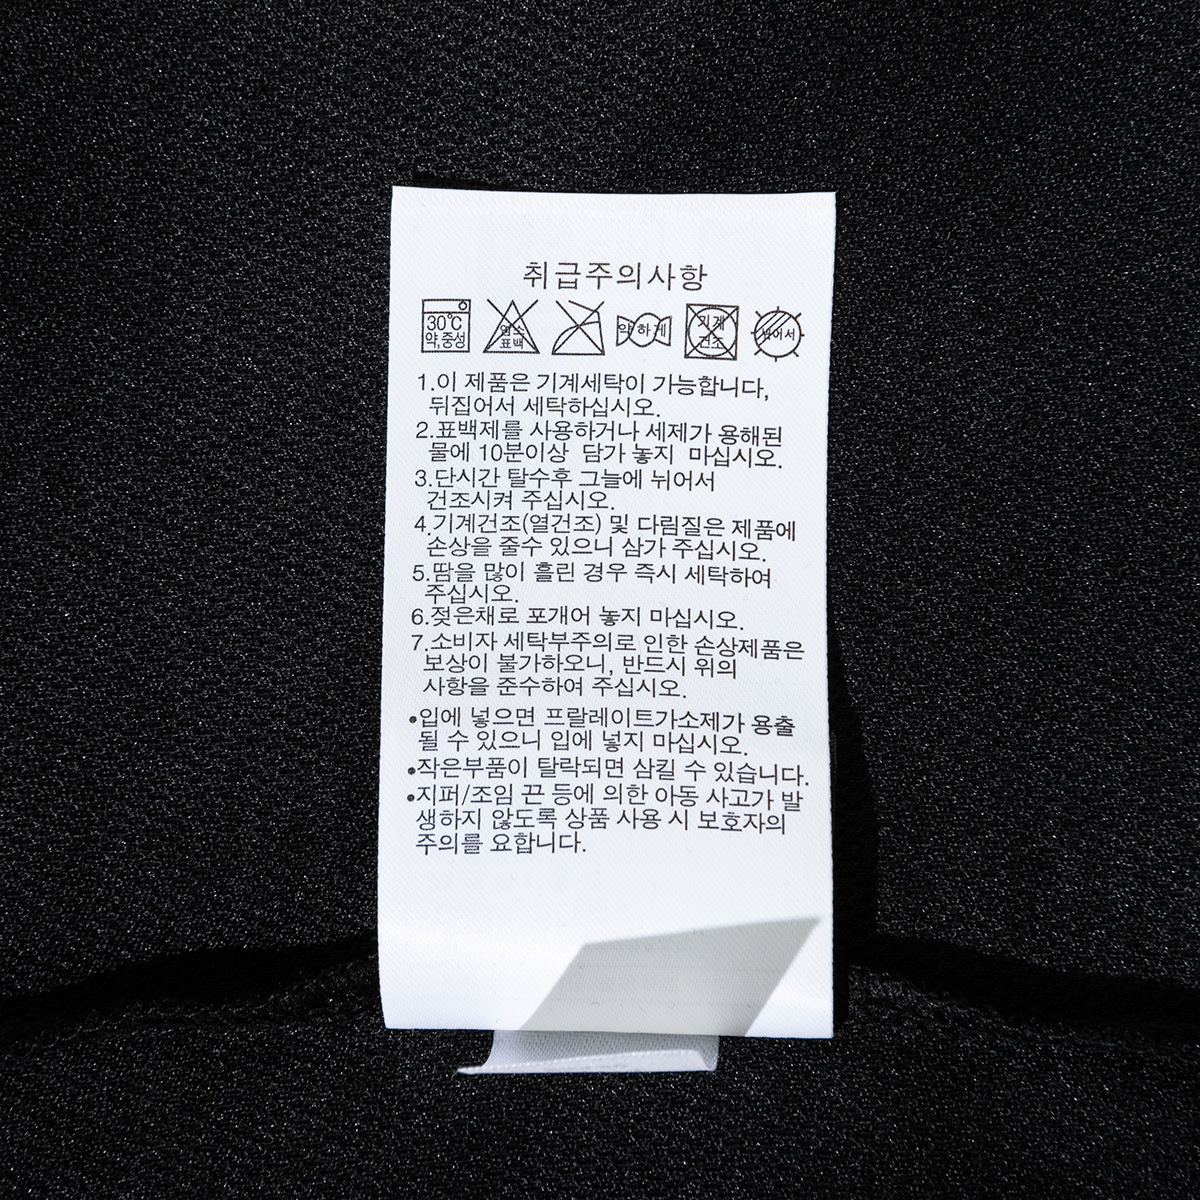 취급주의사항
30℃
약,중성
염소
표백
약하게
기계
건조
뉘어서
1.이 제품은 기계세탁이 가능합니다,
뒤집어서 세탁하십시오.
2.표백제를 사용하거나 세제가 용해된
물에 10분이상 담가 놓지 마십시오.
3.단시간 탈수후 그늘에 뉘어서
건조시켜 주십시오.
4.기계건조(열건조) 및 다림질은 제품에
손상을 줄수 있으니 삼가 주십시오.
5.땀을 많이 흘린 경우 즉시 세탁하여
주십시오.
6.젖은채로 포개어 놓지 마십시오.
7.소비자 세탁부주의로 인한 손상제품은
보상이 불가하오니, 반드시 위의
사항을 준수하여 주십시오.
•입에 넣으면 프탈레이트가소제가 용출
될 수 있으니 입에 넣지 마십시오.
•작은부품이 탈락되면 삼킬 수 있습니다.
•지퍼/조임 끈 등에 의한 아동 사고가 발
생하지 않도록 상품 사용 시 보호자의
주의를 요합니다.